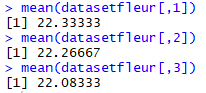 > mean(datasetfleur[,1])
[1] 22.33333
> mean(datasetfleur[,2])
[1] 22.26667
> mean(datasetfleur[,3])
[1] 22.08333